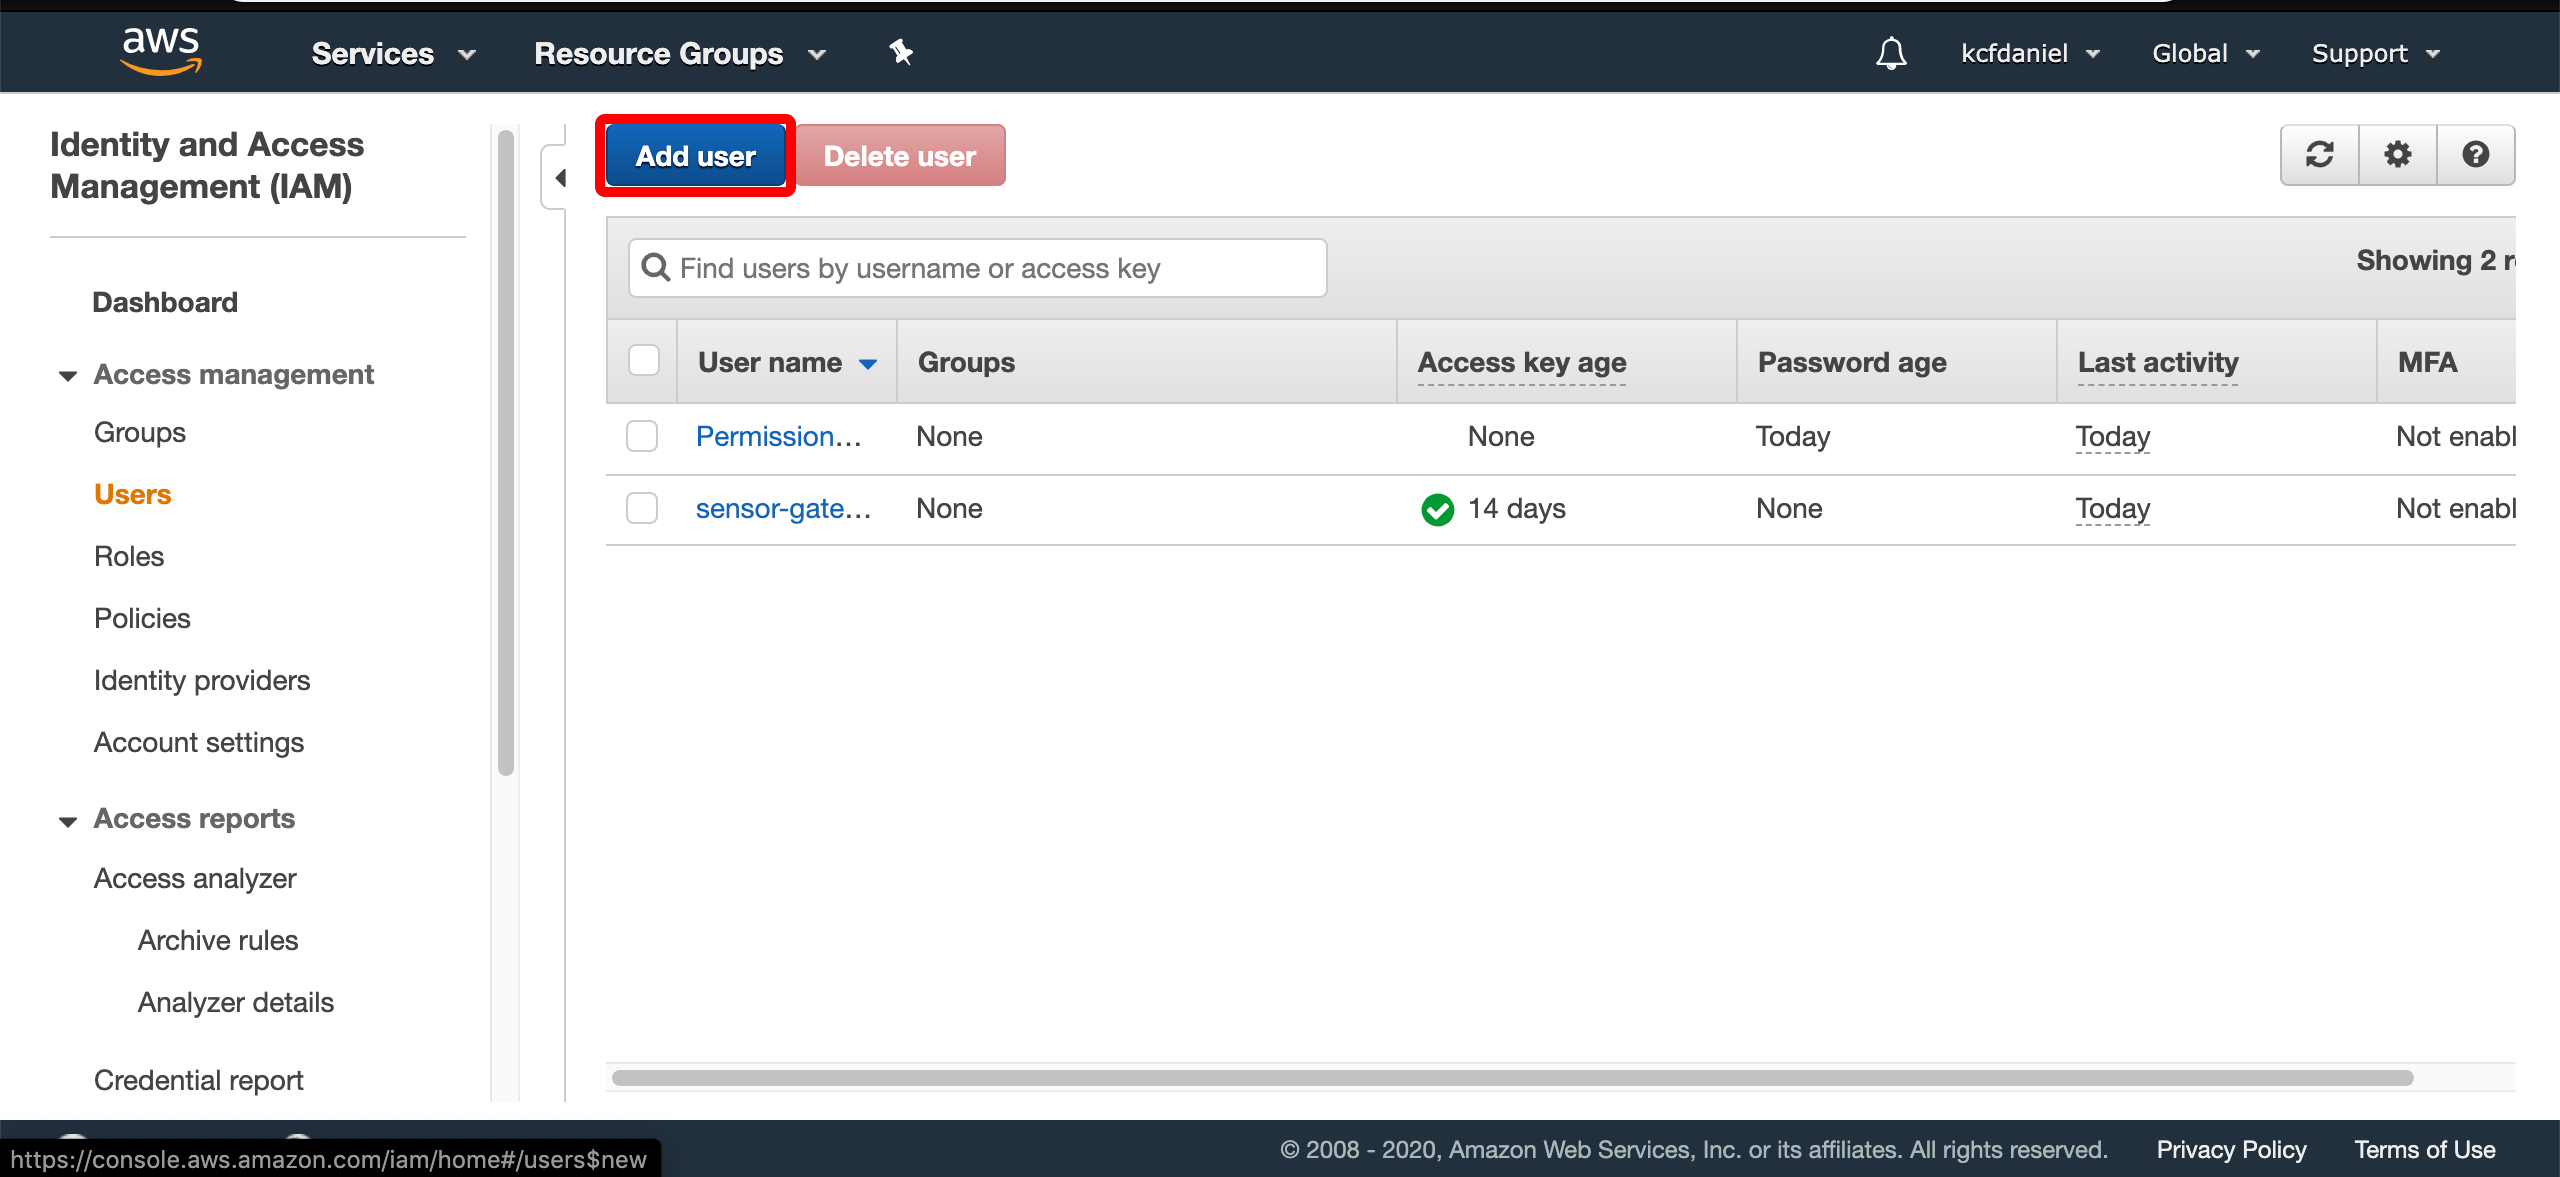 aws
Services
Resource Groups
kcfdaniel
Global
Support
Identity and Access
Management (IAM)
Dashboard
Access management
Groups
Users
Roles
Policies
Identity providers
Account settings
Access reports
Access analyzer
Archive rules
Analyzer details
Credential report
Add user
Delete user
Find users by username or access key
Showing 2 r
User name
Groups
Access key age
Password age
Last activity
MFA
Permission... None None Today Today Not enabl
sensor-gate... None 14 days None Today Not enabl
https://console.aws.amazon.com/iam/home#/users$new
© 2008 - 2020, Amazon Web Services, Inc. or its affiliates. All rights reserved.
Privacy Policy
Terms of Use